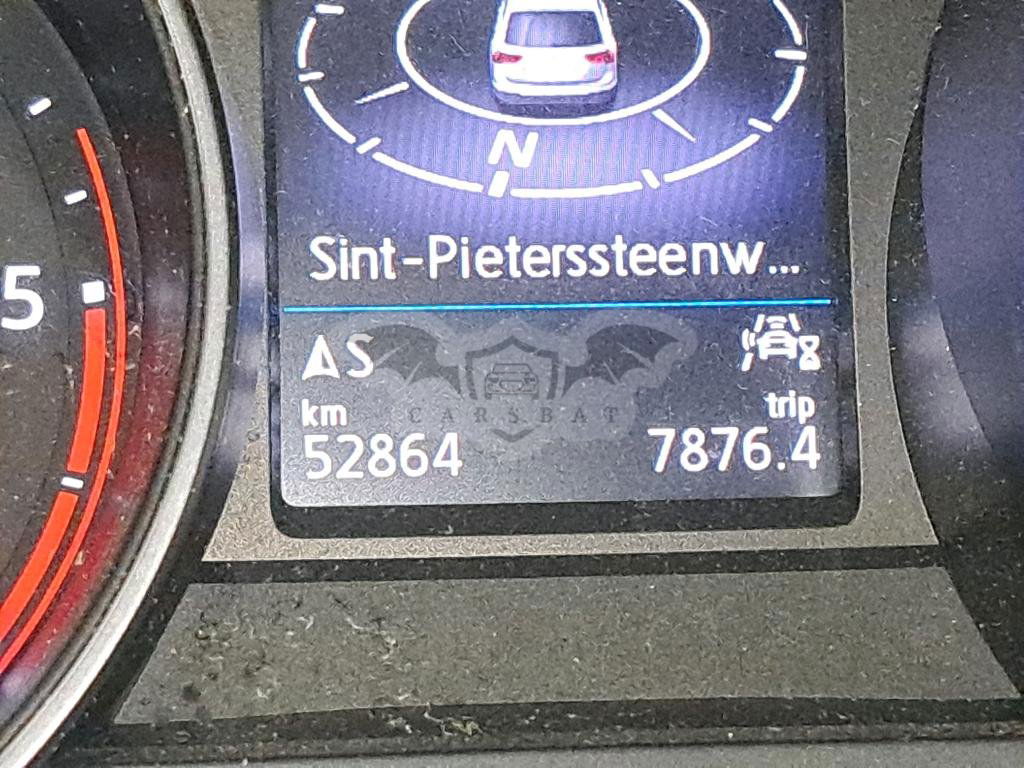 N
Sint-Pieterssteenw...
5
S
CARSBAT
km
trip
52864
7876.4